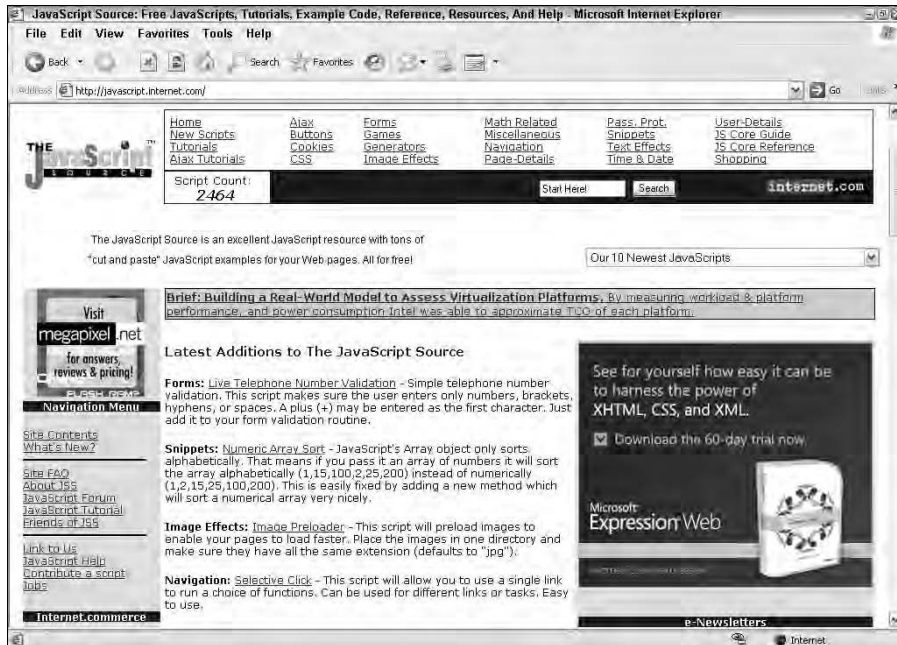 JavaScript Source: Free JavaScripts, Tutorials, Example Code, Reference, Resources, And Help - Microsoft Internet Explorer
File Edit View Favorites Tools Help
Back Search Favorites
Address http://javascript.internet.com/ Go Links
THE JavaScript SOURCE TM
Home Ajax Forms Math Related Pass. Prot. User-Details
New Scripts Buttons Games Miscellaneous Snippets JS Core Guide
Tutorials Cookies Generators Navigation Text Effects JS Core Reference
Ajax Tutorials CSS Image Effects Page-Details Time & Date Shopping
Script Count:
2464
Start Here! Search internet.com
The JavaScript Source is an excellent JavaScript resource with tons of
"cut and paste" JavaScript examples for your Web pages. All for free!
Our 10 Newest JavaScripts
Visit
megapixel.net
for answers,
reviews & pricing!
Navigation Menu
Site Contents
What's New?
Site FAQ
About JSS
JavaScript Forum
JavaScript Tutorial
Friends of JSS
Link to Us
JavaScript Help
Contribute a script
Jobs
Internet.commerce
Brief: Building a Real-World Model to Assess Virtualization Platforms. By measuring workload & platform
performance, and power consumption Intel was able to approximate TCO of each platform.
Latest Additions to The JavaScript Source
Forms: Live Telephone Number Validation - Simple telephone number
validation. This script makes sure the user enters only numbers, brackets,
hyphens, or spaces. A plus (+) may be entered as the first character. Just
add it to your form validation routine.
Snippets: Numeric Array Sort - JavaScript's Array object only sorts
alphabetically. That means if you pass it an array of numbers it will sort
the array alphabetically (1,15,100,2,25,200) instead of numerically
(1,2,15,25,100,200). This is easily fixed by adding a new method which
will sort a numerical array very nicely.
Image Effects: Image Preloader - This script will preload images to
enable your pages to load faster. Place the images in one directory and
make sure they have all the same extension (defaults to "jpg").
Navigation: Selective Click - This script will allow you to use a single link
to run a choice of functions. Can be used for different links or tasks. Easy
to use.
See for yourself how easy it can be
to harness the power of
XHTML, CSS, and XML.
Download the 60-day trial now
Microsoft
Expression Web
e-Newsletters
Internet